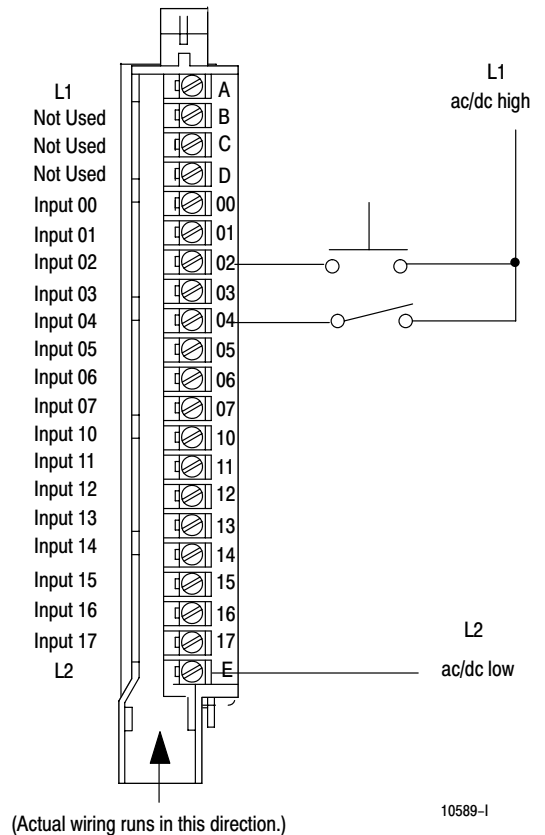 L1 A
Not Used B
Not Used C
Not Used D
Input 00 00
Input 01 01
Input 02 02
Input 03 03
Input 04 04
Input 05 05
Input 06 06
Input 07 07
Input 10 10
Input 11 11
Input 12 12
Input 13 13
Input 14 14
Input 15 15
Input 16 16
Input 17 17
L2 E
L1
ac/dc high
L2
ac/dc low
(Actual wiring runs in this direction.)
10589–I